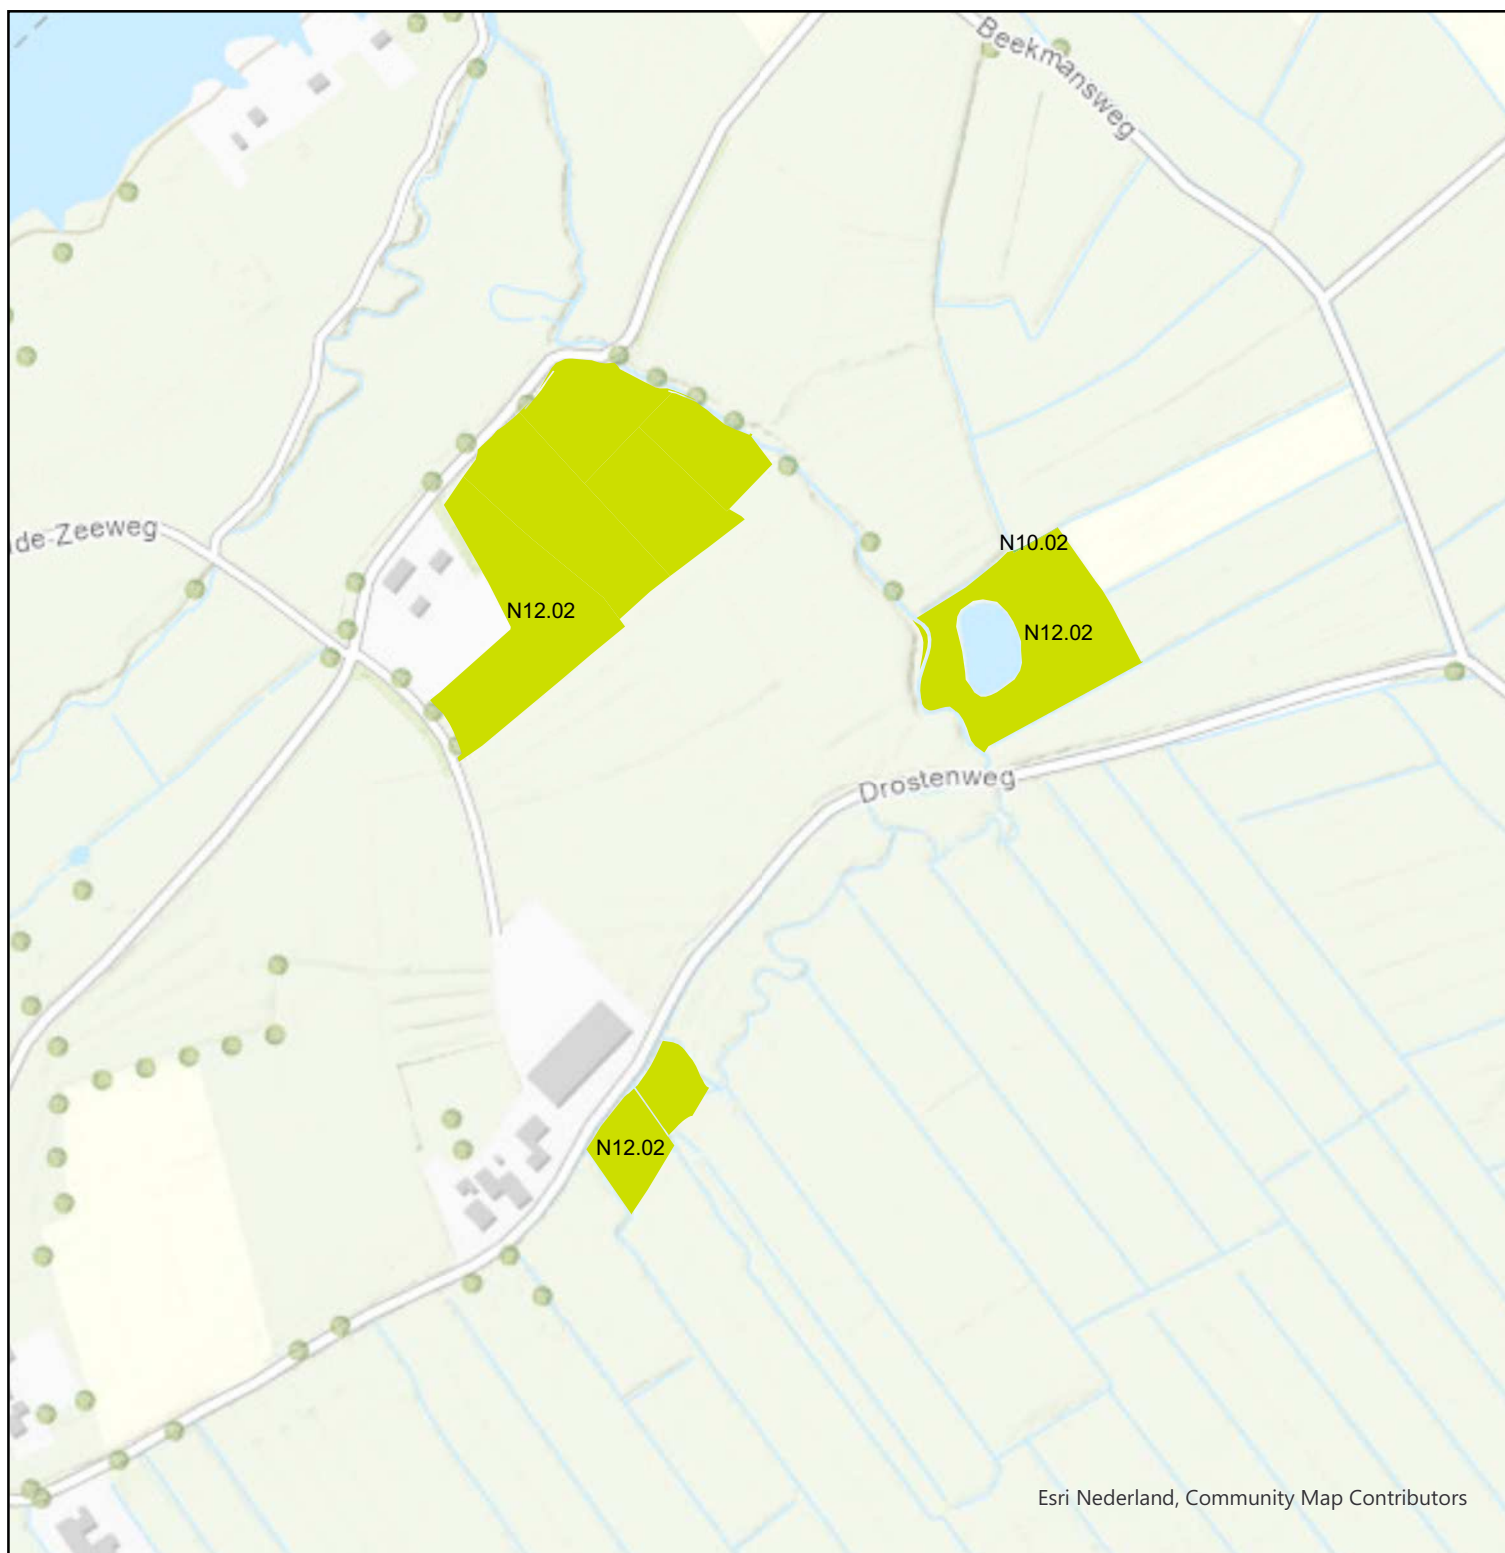 Beekmansweg
de Zeeweg
N10.02
N12.02
N12.02
Drostenweg
N12.02
Esri Nederland, Community Map Contributors